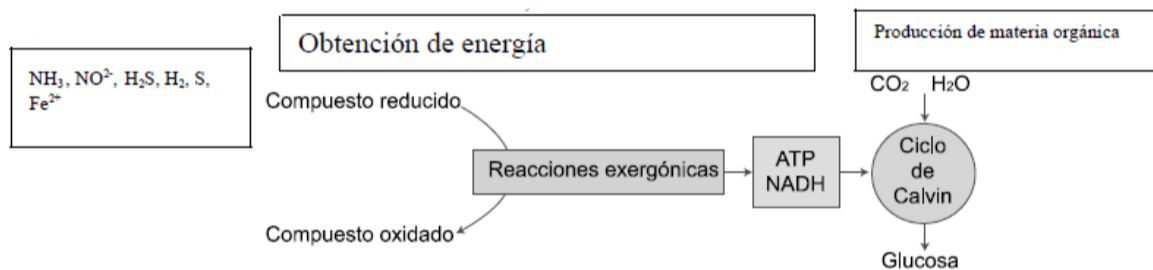 Obtención de energía
Producción de materia orgánica
NH₃, NO²⁻, H₂S, H₂, S,
Fe²⁺
CO₂ H₂O
Compuesto reducido
Reacciones exergónicas
ATP
NADH
Ciclo
de
Calvin
Compuesto oxidado
Glucosa